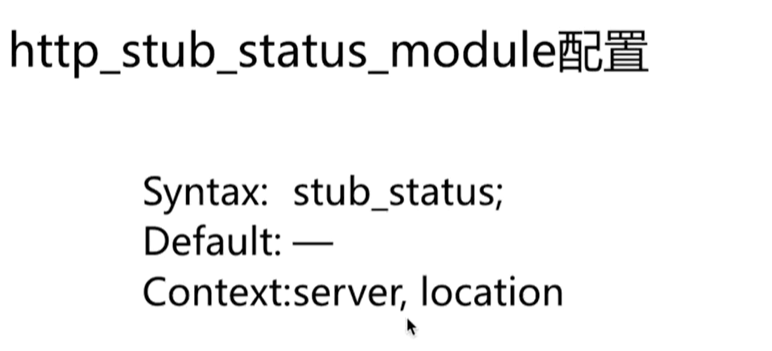 http_stub_status_module配置
Syntax: stub_status;
Default: —
Context:server, location